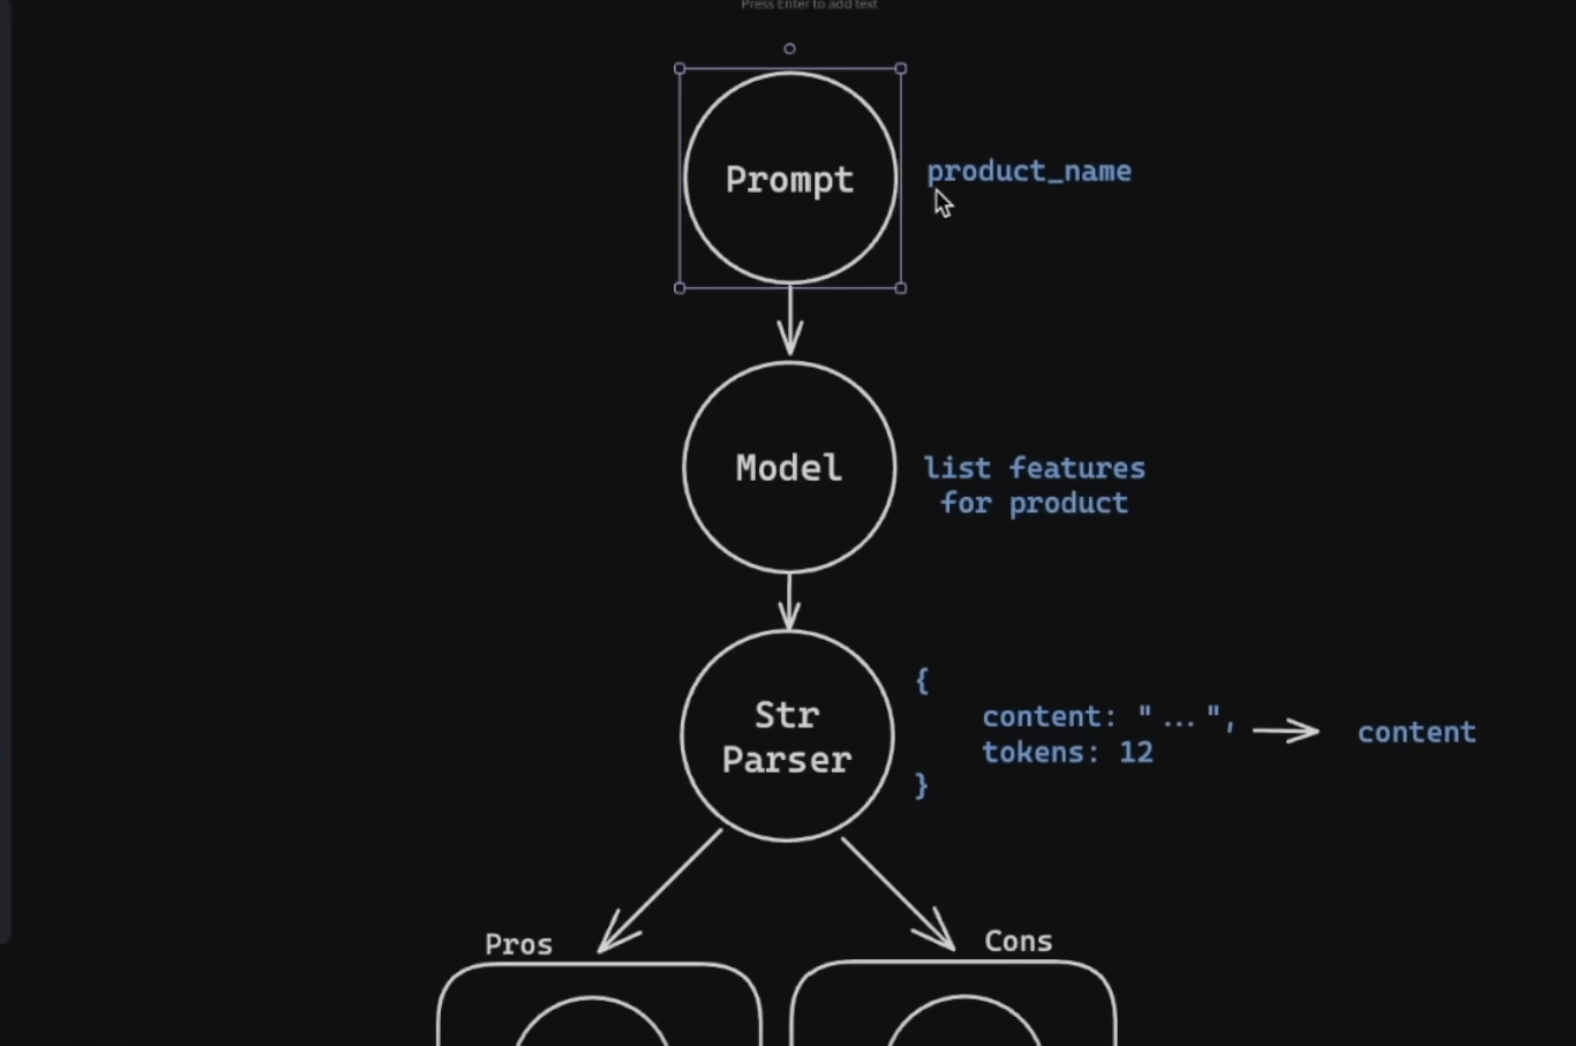 Press Enter to add text
Prompt
product_name
Model
list features
for product
Str
Parser
{
content: "...",
tokens: 12
}
content
Pros
Cons